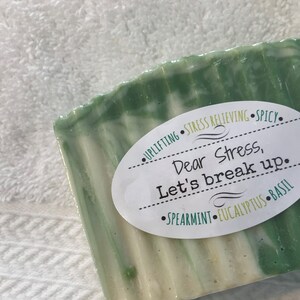 •UPLIFTING •STRESS RELIEVING •SPICY•
Dear Stress,
Let's break up.
•SPEARMINT •EUCALYPTUS •BASIL